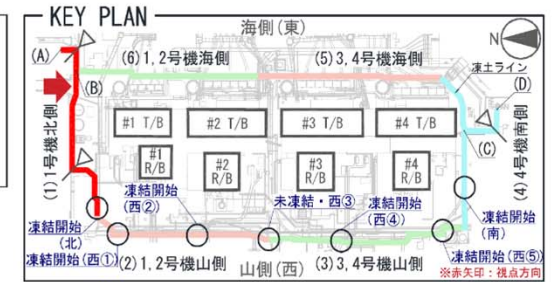 KEY PLAN
海側(東)
N
(A)
(6)1,2号機海側
(5)3,4号機海側
凍土ライン
(B)
(D)
#1 T/B
#2 T/B
#3 T/B
#4 T/B
(1)1号機北側
#1
R/B
#2
R/B
#3
R/B
#4
R/B
(C)
(4)4号機南側
凍結開始
(西②)
未凍結・西③
凍結開始
(西④)
凍結開始
(北)
凍結開始
(南)
凍結開始(西①)
(2)1,2号機山側
山側(西)
(3)3,4号機山側
凍結開始(西⑤)
※赤矢印:視点方向